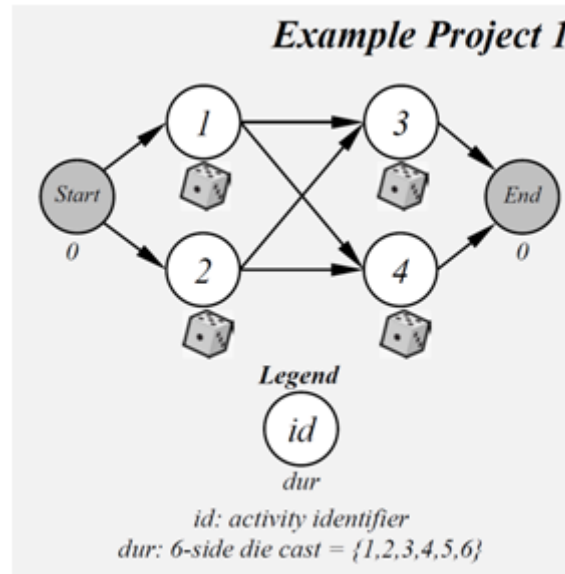 Example Project 1
1
3
Start
End
0
0
2
4
Legend
id
dur
id: activity identifier
dur: 6-side die cast = {1,2,3,4,5,6}